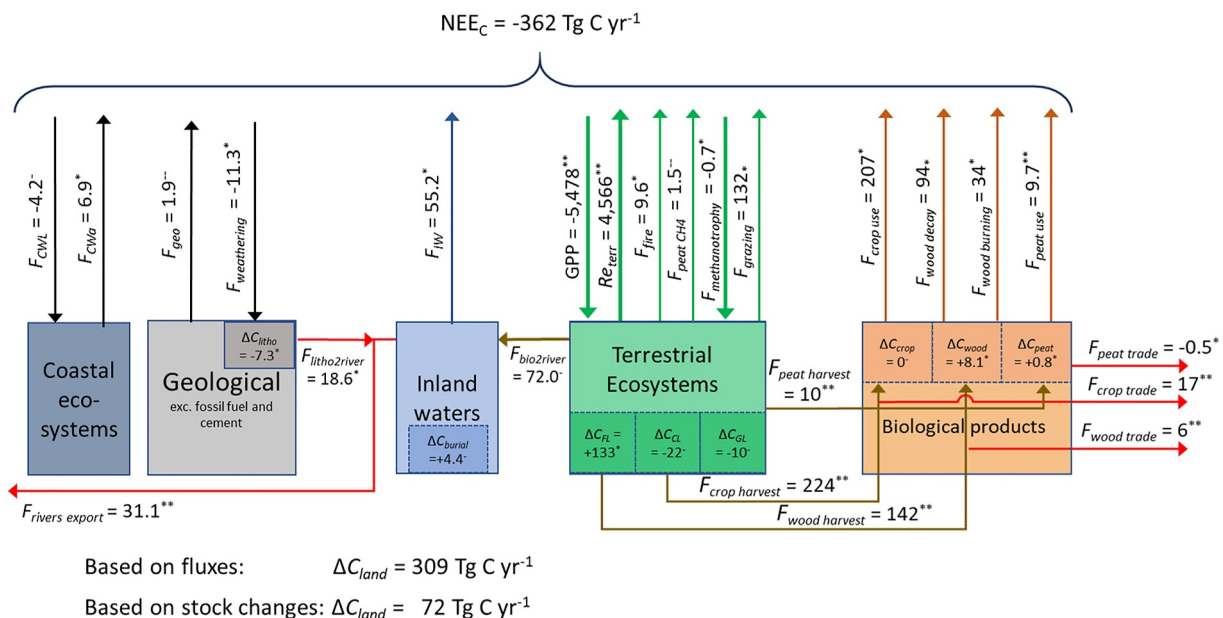 NEE_C = -362 Tg C yr⁻¹
F_CWL = -4.2⁻
F_CWa = 6.9*
F_geo = 1.9⁻⁻
F_weathering = -11.3*
F_IW = 55.2*
GPP = -5,478**
Re_terr = 4,566**
F_fire = 9.6*
F_peat CH4 = 1.5⁻⁻
F_methanotrophy = -0.7*
F_grazing = 132*
F_crop use = 207*
F_wood decay = 94*
F_wood burning = 34*
F_peat use = 9.7**
Coastal
eco-
systems
ΔC_litho
= -7.3*
Geological
exc. fossil fuel and
cement
F_litho2river
= 18.6*
Inland
waters
ΔC_burial
=+4.4⁻
F_bio2river
= 72.0⁻
Terrestrial
Ecosystems
ΔC_FL =
+133*
ΔC_CL
= -22⁻
ΔC_GL
= -10⁻
F_peat harvest
= 10**
ΔC_crop
= 0⁻
ΔC_wood
= +8.1*
ΔC_peat
= +0.8*
Biological products
F_peat trade = -0.5*
F_crop trade = 17**
F_wood trade = 6**
F_crop harvest = 224**
F_wood harvest = 142**
F_rivers export = 31.1**
Based on fluxes: ΔC_land = 309 Tg C yr⁻¹
Based on stock changes: ΔC_land = 72 Tg C yr⁻¹